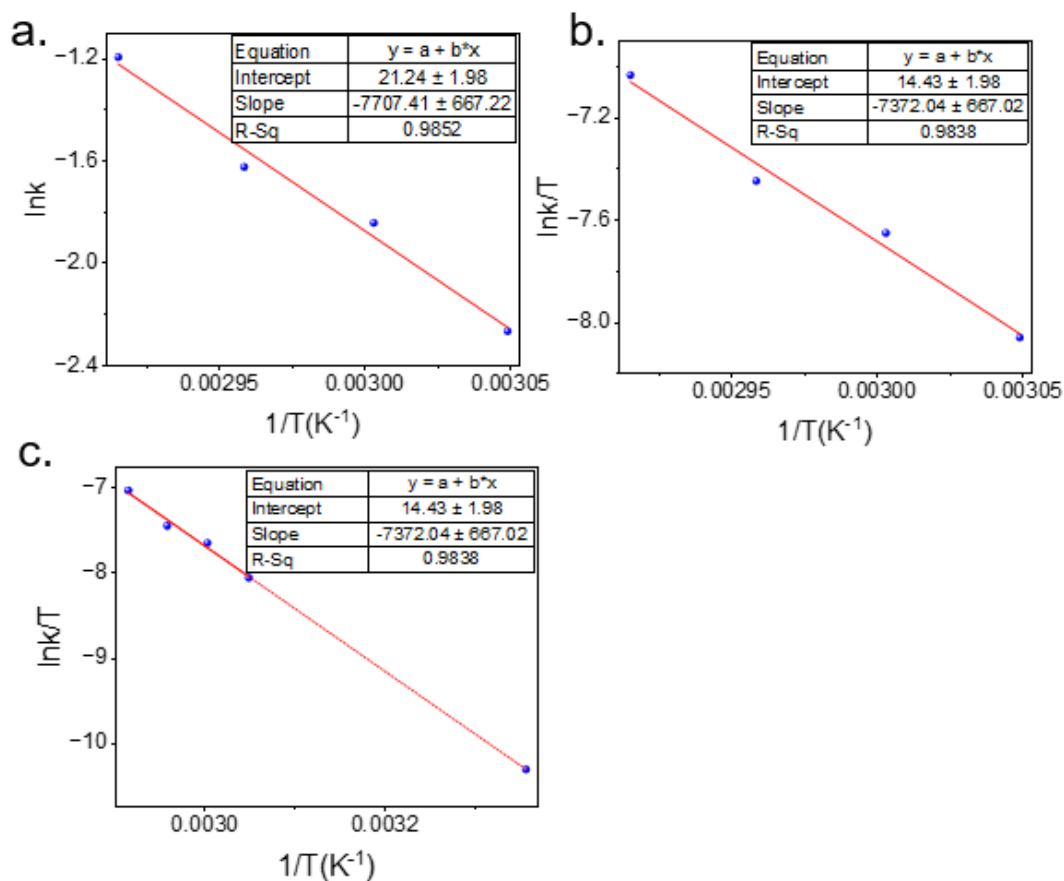 a.
Equation y = a + b*x
Intercept 21.24 ± 1.98
Slope -7707.41 ± 667.22
R-Sq 0.9852
−1.2
−1.6
−2.0
−2.4
lnk
0.00295 0.00300 0.00305
1/T(K⁻¹)
b.
Equation y = a + b*x
Intercept 14.43 ± 1.98
Slope -7372.04 ± 667.02
R-Sq 0.9838
−7.2
−7.6
−8.0
lnk/T
0.00295 0.00300 0.00305
1/T(K⁻¹)
c.
Equation y = a + b*x
Intercept 14.43 ± 1.98
Slope -7372.04 ± 667.02
R-Sq 0.9838
−7
−8
−9
−10
lnk/T
0.0030 0.0032
1/T(K⁻¹)